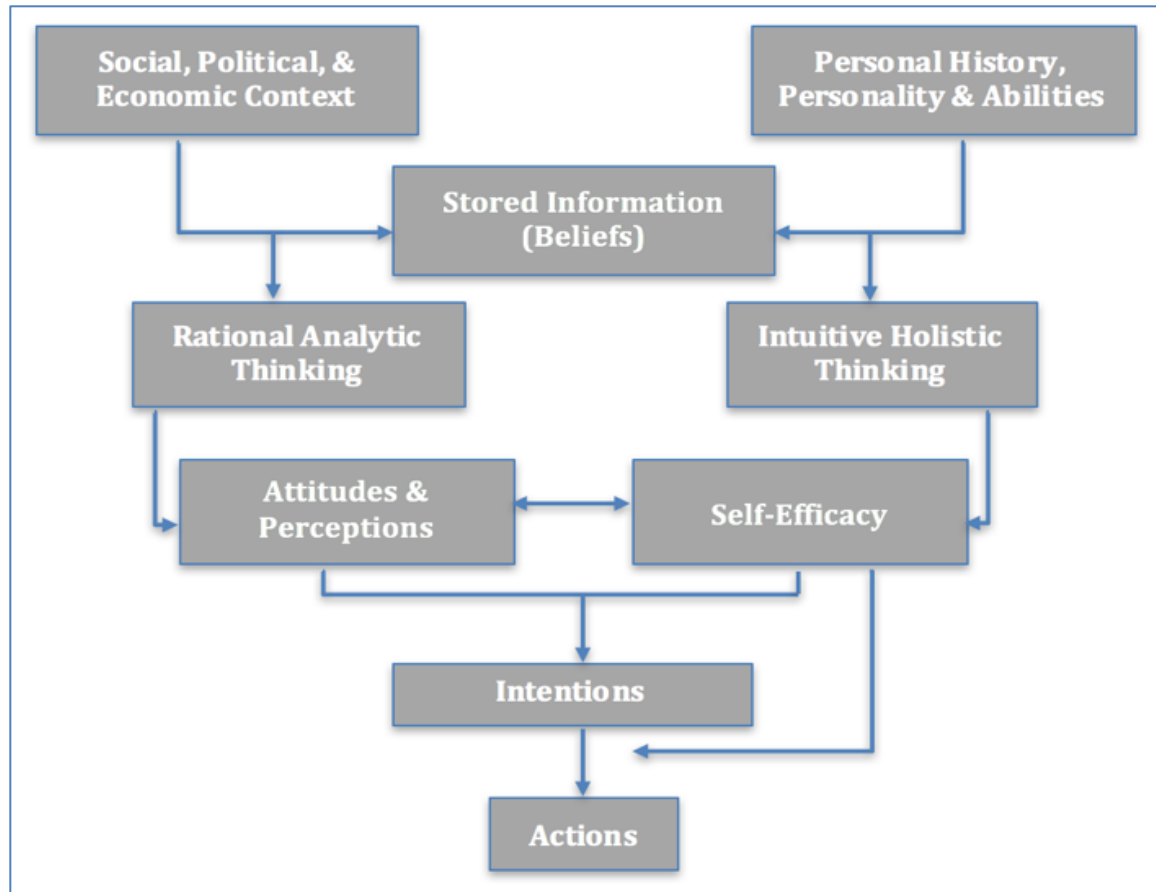 Social, Political, &
Economic Context
Personal History,
Personality & Abilities
Stored Information
(Beliefs)
Rational Analytic
Thinking
Intuitive Holistic
Thinking
Attitudes &
Perceptions
Self-Efficacy
Intentions
Actions